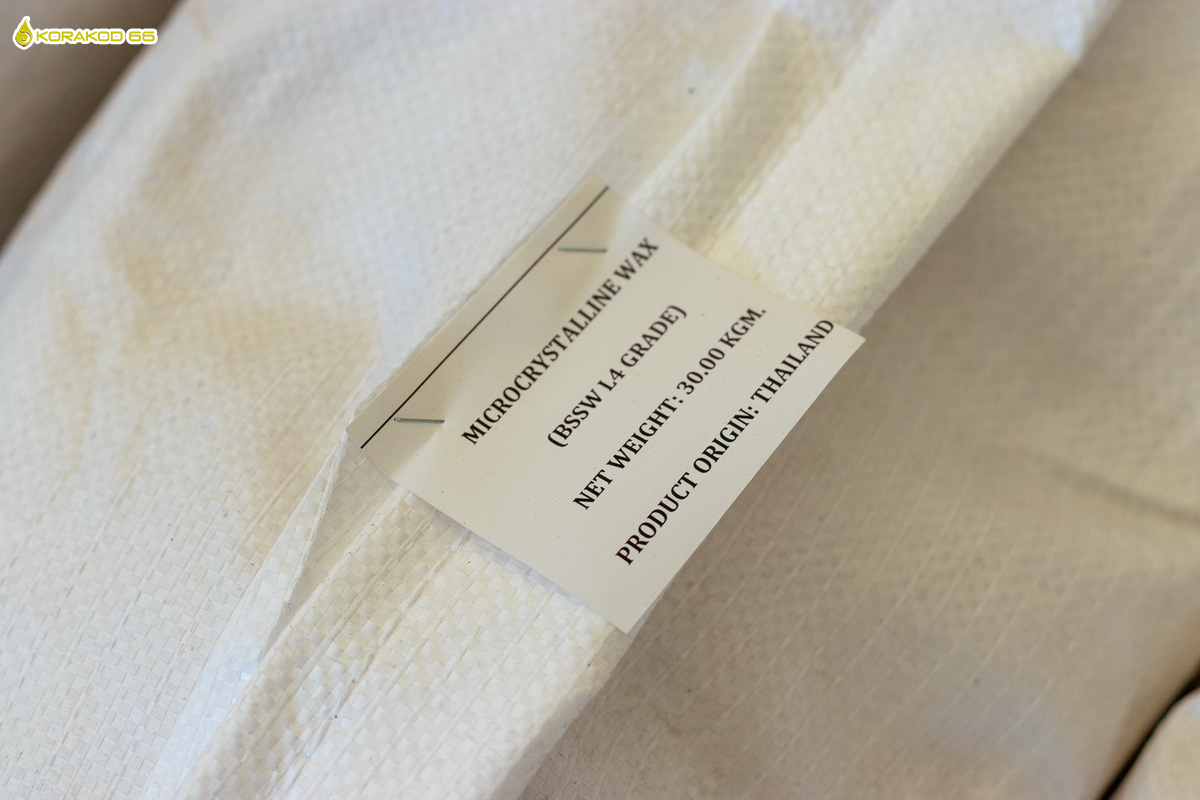 KORAKOD 66
MICROCRYSTALLINE WAX
(BSSW L4 GRADE)
NET WEIGHT: 30.00 KGM.
PRODUCT ORIGIN: THAILAND